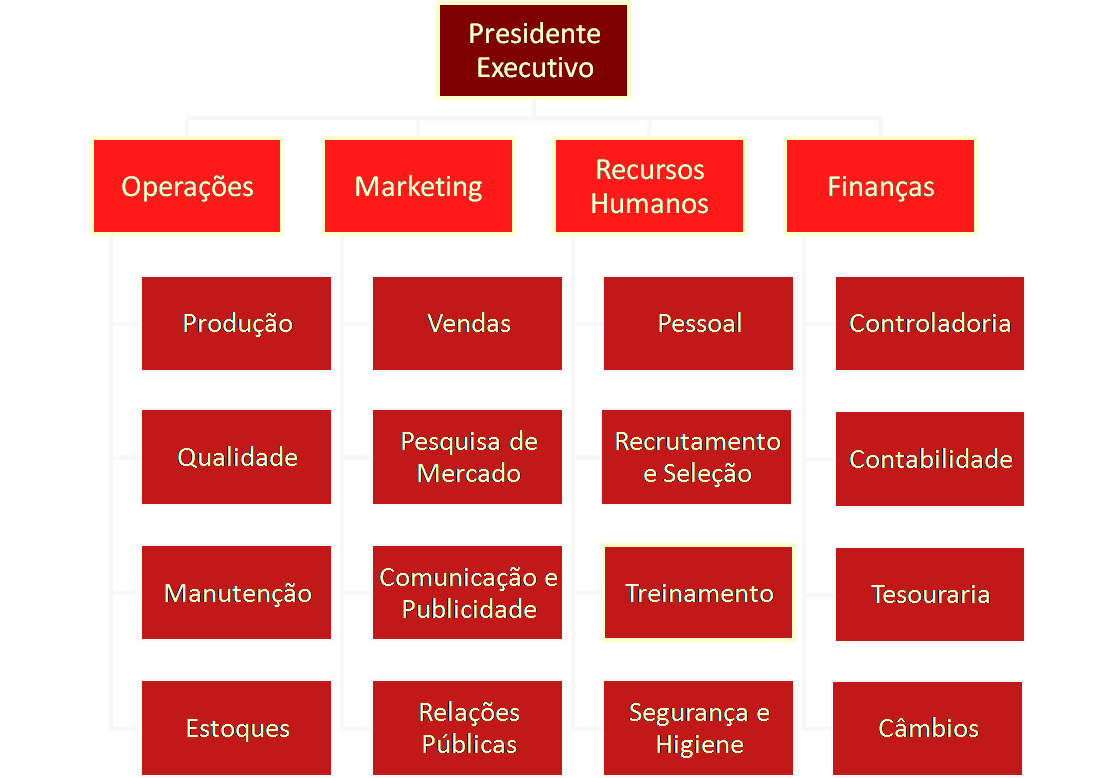 Presidente
Executivo
Operações
Marketing
Recursos
Humanos
Finanças
Produção
Vendas
Pessoal
Controladoria
Qualidade
Pesquisa de
Mercado
Recrutamento
e Seleção
Contabilidade
Manutenção
Comunicação e
Publicidade
Treinamento
Tesouraria
Estoques
Relações
Públicas
Segurança e
Higiene
Câmbios